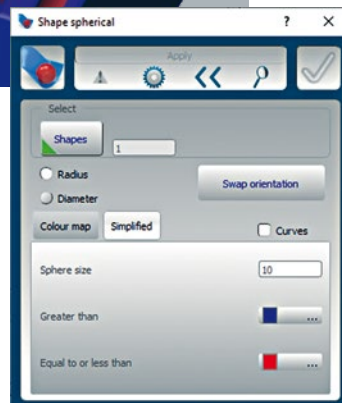 Shape spherical
? ×
Apply
Select
Shapes
1
Radius
Diameter
Swap orientation
Colour map
Simplified
Curves
Sphere size
10
Greater than
...
Equal to or less than
...